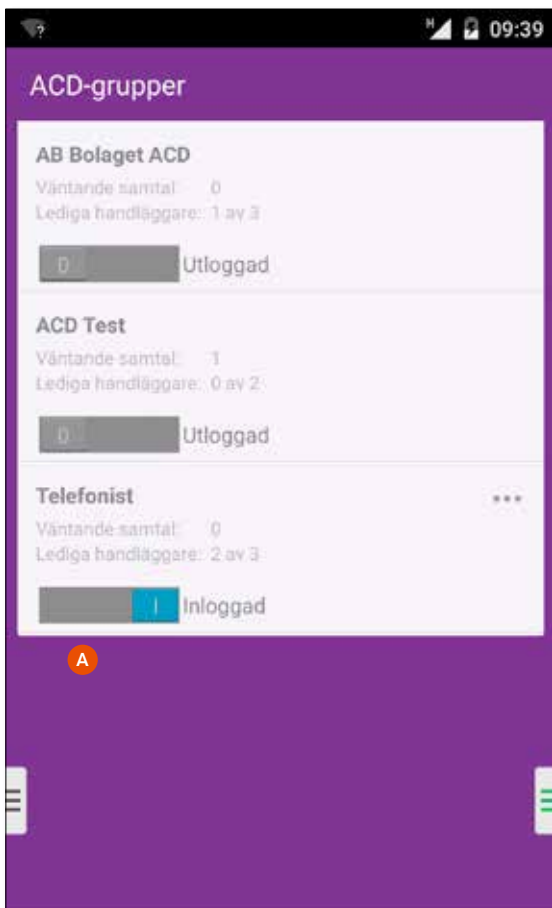 H 09:39
ACD-grupper
AB Bolaget ACD
Väntande samtal: 0
Lediga handläggare: 1 av 3
0 Utloggad
ACD Test
Väntande samtal: 1
Lediga handläggare: 0 av 2
0 Utloggad
Telefonist
Väntande samtal: 0
Lediga handläggare: 2 av 3
I Inloggad
A